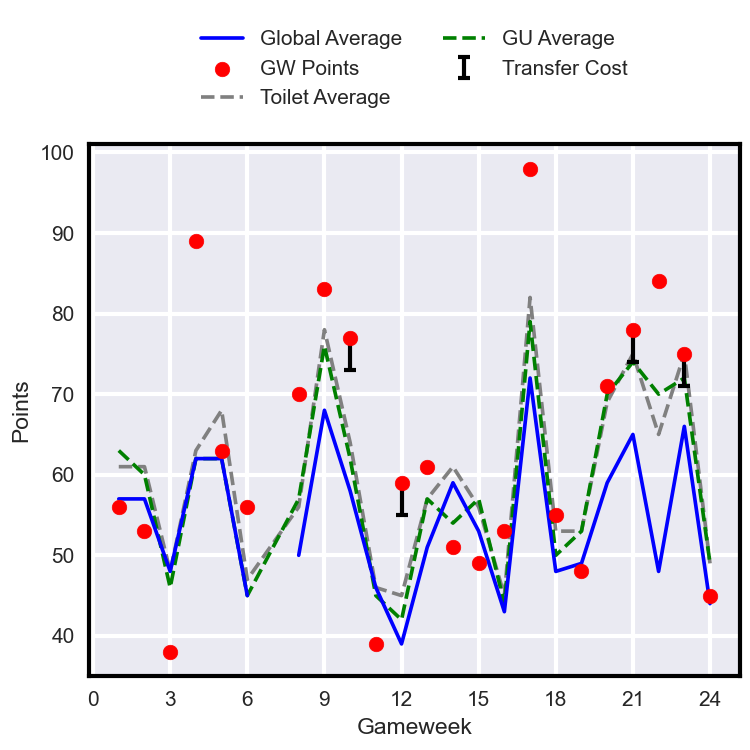 Global Average
GW Points
Toilet Average
GU Average
Transfer Cost
100
90
80
70
60
50
40
Points
0 3 6 9 12 15 18 21 24
Gameweek